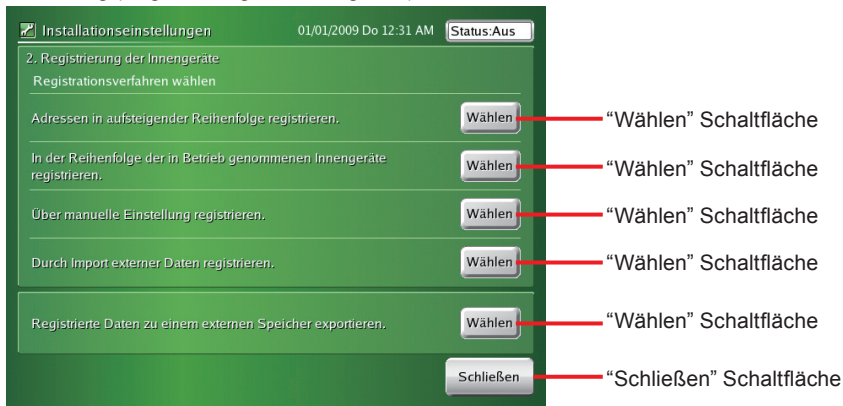 Installationseinstellungen 01/01/2009 Do 12:31 AM Status:Aus
2. Registrierung der Innengeräte
Registrationsverfahren wählen
Adressen in aufsteigender Reihenfolge registrieren. Wählen “Wählen” Schaltfläche
In der Reihenfolge der in Betrieb genommenen Innengeräte
registrieren. Wählen “Wählen” Schaltfläche
Über manuelle Einstellung registrieren. Wählen “Wählen” Schaltfläche
Durch Import externer Daten registrieren. Wählen “Wählen” Schaltfläche
Registrierte Daten zu einem externen Speicher exportieren. Wählen “Wählen” Schaltfläche
Schließen “Schließen” Schaltfläche